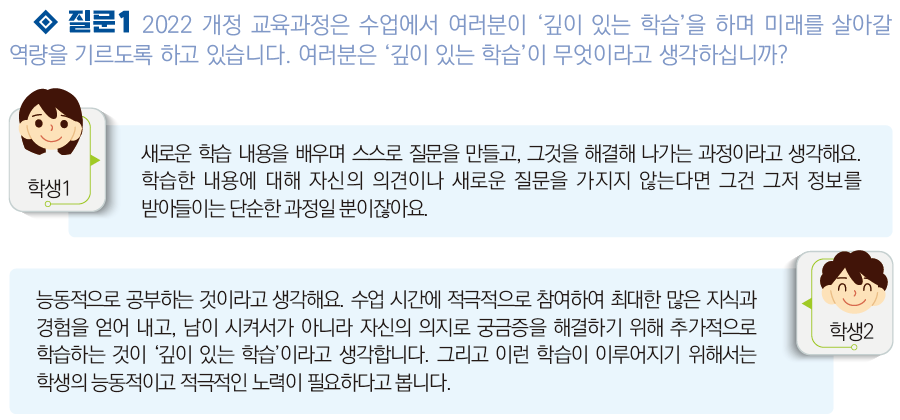 ◈ 질문1 2022 개정 교육과정은 수업에서 여러분이 ‘깊이 있는 학습’을 하며 미래를 살아갈
역량을 기르도록 하고 있습니다. 여러분은 ‘깊이 있는 학습’이 무엇이라고 생각하십니까?
학생1
새로운 학습 내용을 배우며 스스로 질문을 만들고, 그것을 해결해 나가는 과정이라고 생각해요.
학습한 내용에 대해 자신의 의견이나 새로운 질문을 가지지 않는다면 그건 그저 정보를
받아들이는 단순한 과정일 뿐이잖아요.
능동적으로 공부하는 것이라고 생각해요. 수업 시간에 적극적으로 참여하여 최대한 많은 지식과
경험을 얻어 내고, 남이 시켜서가 아니라 자신의 의지로 궁금증을 해결하기 위해 추가적으로
학습하는 것이 ‘깊이 있는 학습’이라고 생각합니다. 그리고 이런 학습이 이루어지기 위해서는
학생의 능동적이고 적극적인 노력이 필요하다고 봅니다.
학생2